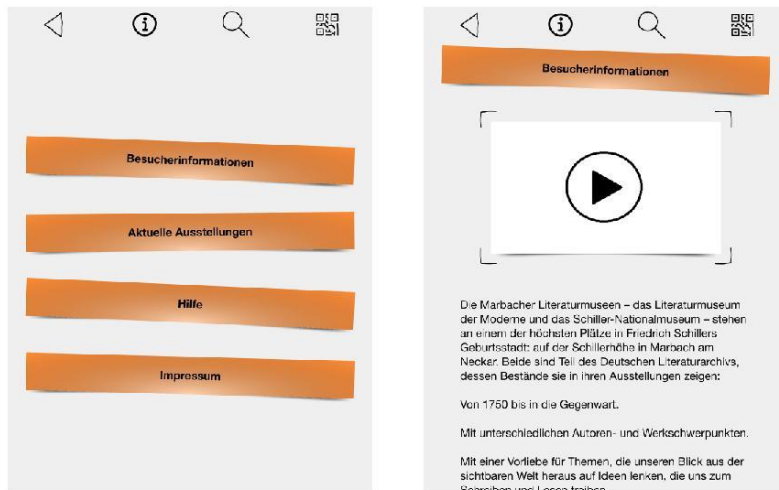 Besucherinformationen
Aktuelle Ausstellungen
Hilfe
Impressum
Besucherinformationen
Die Marbacher Literaturmuseen – das Literaturmuseum
der Moderne und das Schiller-Nationalmuseum – stehen
an einem der höchsten Plätze in Friedrich Schillers
Geburtsstadt: auf der Schillerhöhe in Marbach am
Neckar. Beide sind Teil des Deutschen Literaturarchivs,
dessen Bestände sie in ihren Ausstellungen zeigen:
Von 1750 bis in die Gegenwart.
Mit unterschiedlichen Autoren- und Werkschwerpunkten.
Mit einer Vorliebe für Themen, die unseren Blick aus der
sichtbaren Welt heraus auf Ideen lenken, die uns zum
Schreiben und Lesen treiben